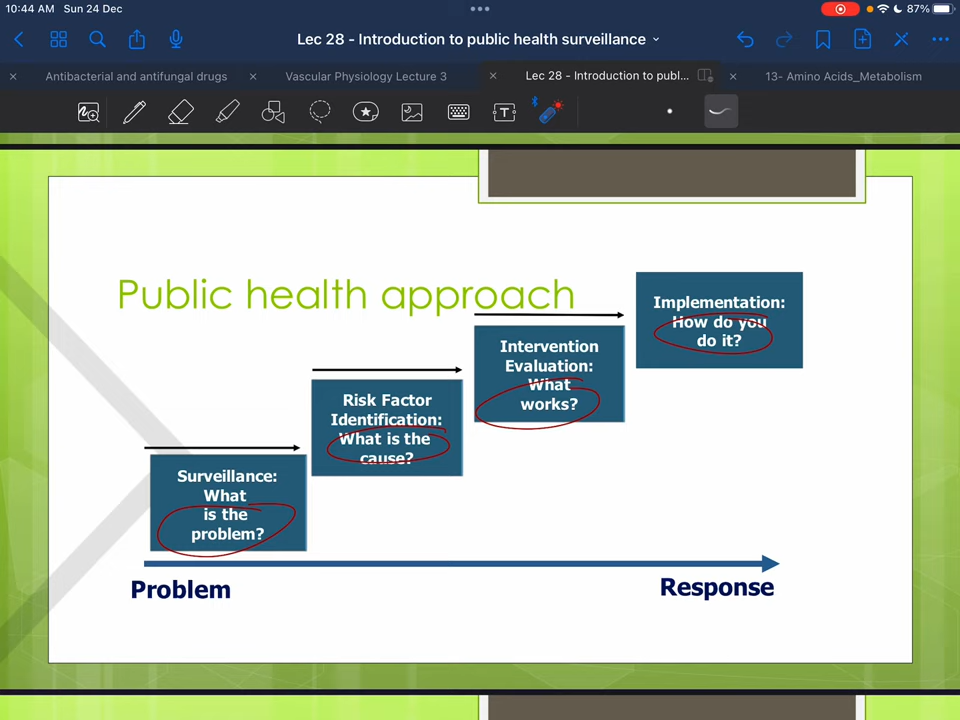 10:44 AM Sun 24 Dec
87%
Lec 28 - Introduction to public health surveillance
Antibacterial and antifungal drugs
Vascular Physiology Lecture 3
Lec 28 - Introduction to publ...
13- Amino Acids_Metabolism
Public health approach
Implementation:
How do you
do it?
Intervention
Evaluation:
What
works?
Risk Factor
Identification:
What is the
cause?
Surveillance:
What
is the
problem?
Problem
Response